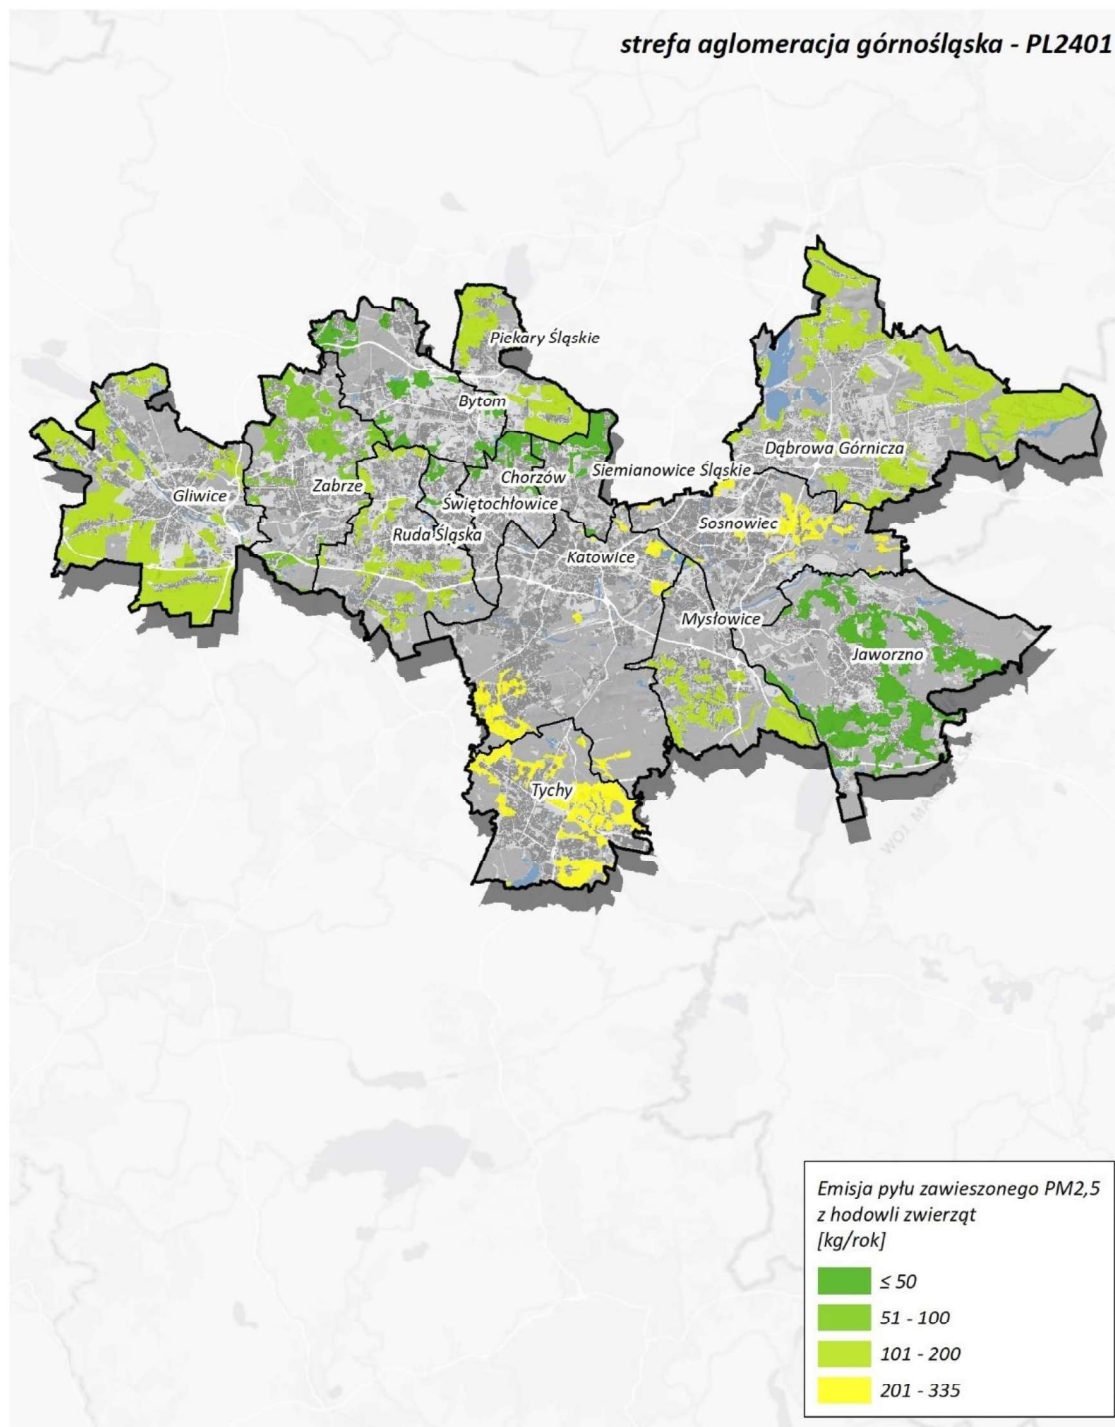 strefa aglomeracja górnośląska - PL2401
Piekary Śląskie
Bytom
Dąbrowa Górnicza
Siemianowice Śląskie
Chorzów
Zabrze
Gliwice
Świętochłowice
Sosnowiec
Ruda Śląska
Katowice
Mysłowice
Jaworzno
Tychy
Emisja pyłu zawieszonego PM2,5
z hodowli zwierząt
[kg/rok]
≤ 50
51 - 100
101 - 200
201 - 335